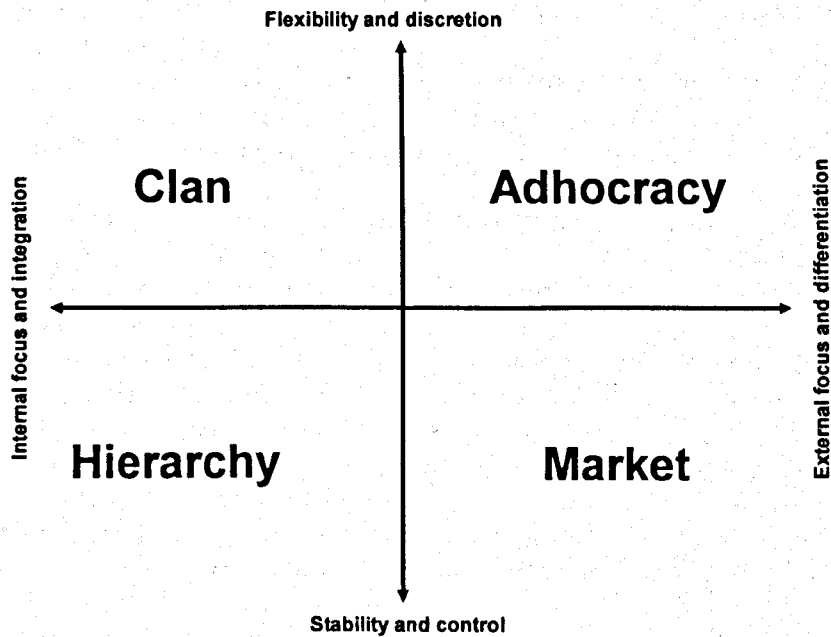 Flexibility and discretion
Clan
Adhocracy
Internal focus and integration
External focus and differentiation
Hierarchy
Market
Stability and control